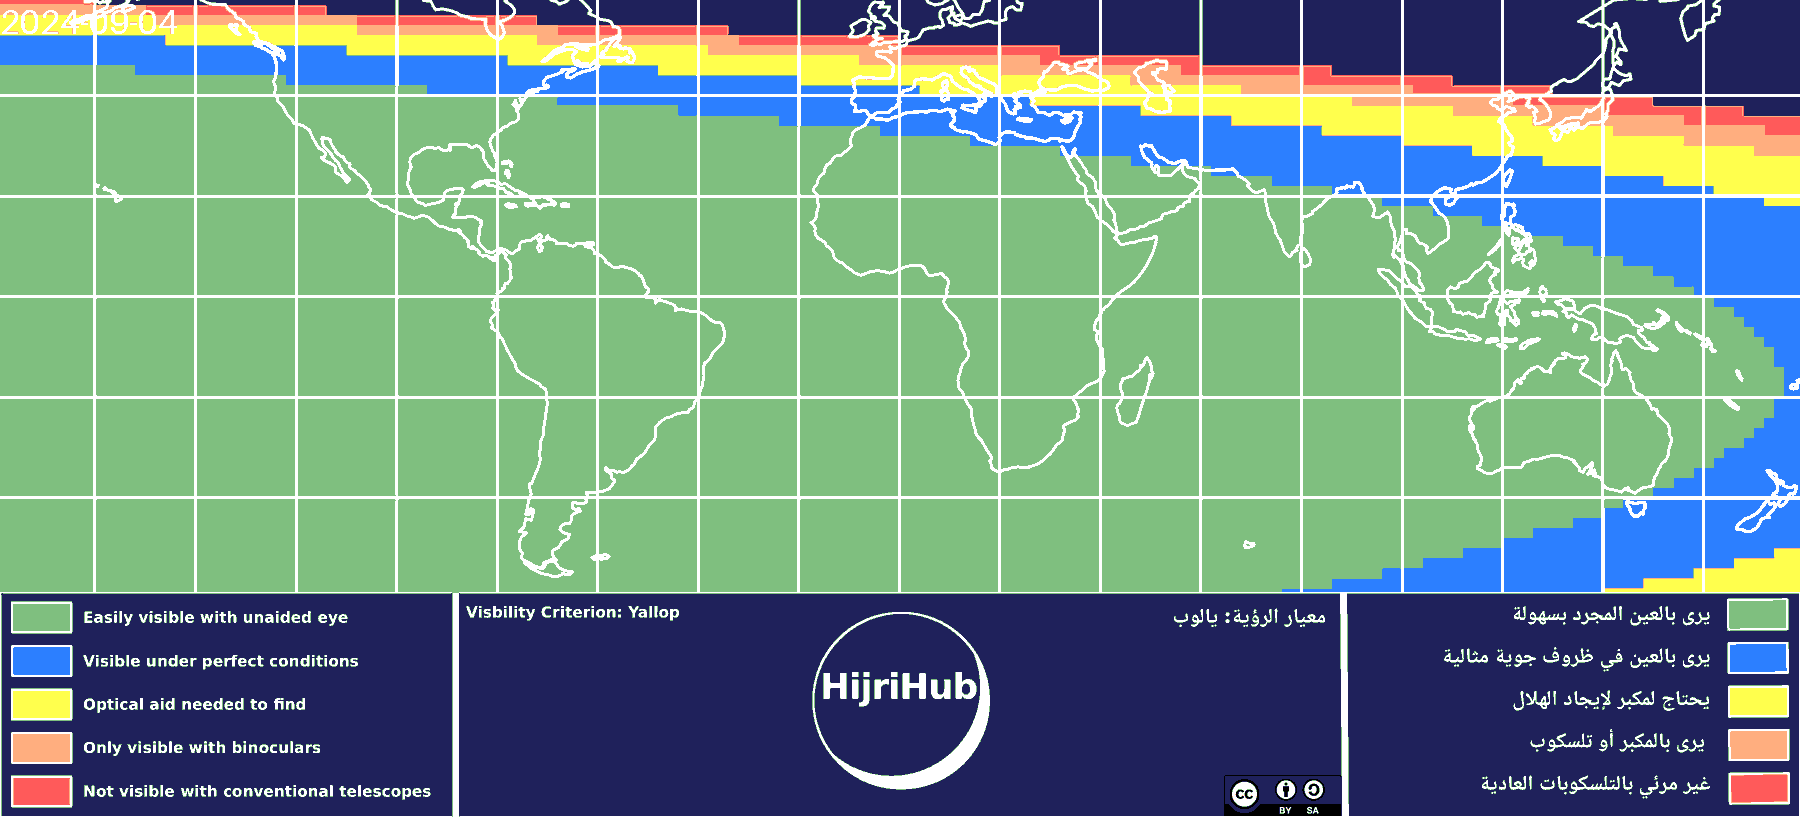 2024-09-04
Easily visible with unaided eye
Visible under perfect conditions
Optical aid needed to find
Only visible with binoculars
Not visible with conventional telescopes
Visbility Criterion: Yallop
معيار الرؤية: يالوب
HijriHub
cc
BY SA
يرى بالعين المجرد بسهولة
يرى بالعين في ظروف جوية مثالية
يحتاج لمكبر لإيجاد الهلال
يرى بالمكبر أو تلسكوب
غير مرئي بالتلسكوبات العادية